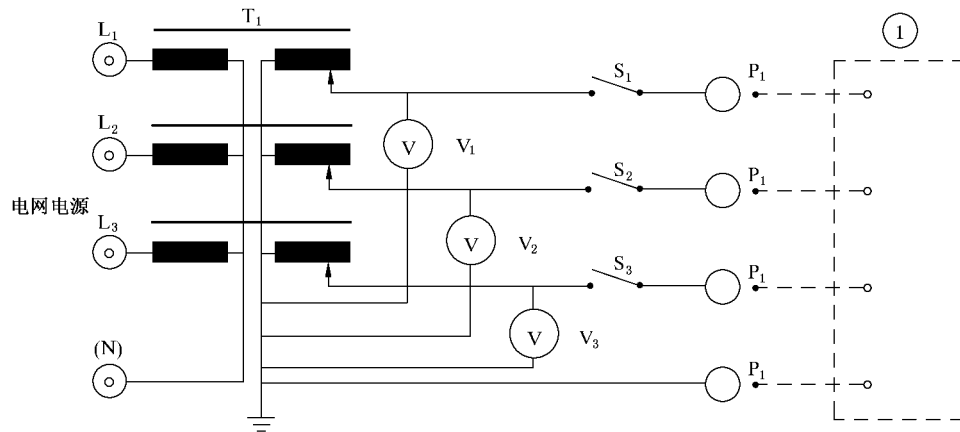 T₁
1
L₁
S₁
P₁
V
V₁
L₂
S₂
P₁
电网电源
V
V₂
L₃
S₃
P₁
V
V₃
(N)
P₁